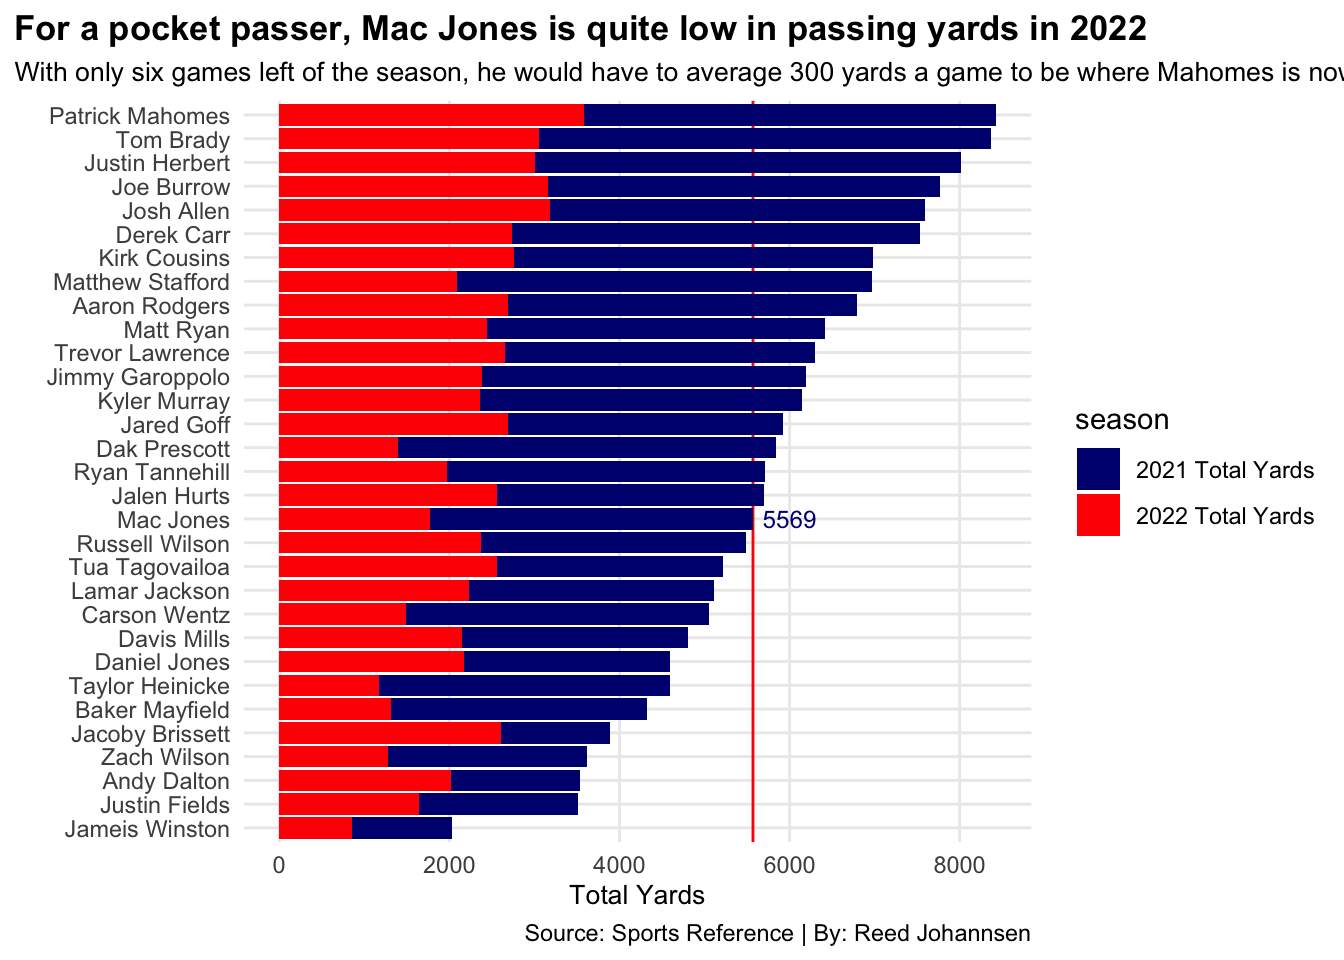 For a pocket passer, Mac Jones is quite low in passing yards in 2022
With only six games left of the season, he would have to average 300 yards a game to be where Mahomes is
Patrick Mahomes
Tom Brady
Justin Herbert
Joe Burrow
Josh Allen
Derek Carr
Kirk Cousins
Matthew Stafford
Aaron Rodgers
Matt Ryan
Trevor Lawrence
Jimmy Garoppolo
Kyler Murray
Jared Goff
Dak Prescott
Ryan Tannehill
Jalen Hurts
Mac Jones 5569
Russell Wilson
Tua Tagovailoa
Lamar Jackson
Carson Wentz
Davis Mills
Daniel Jones
Taylor Heinicke
Baker Mayfield
Jacoby Brissett
Zach Wilson
Andy Dalton
Justin Fields
Jameis Winston
0 2000 4000 6000 8000
Total Yards
season
2021 Total Yards
2022 Total Yards
Source: Sports Reference | By: Reed Johannsen